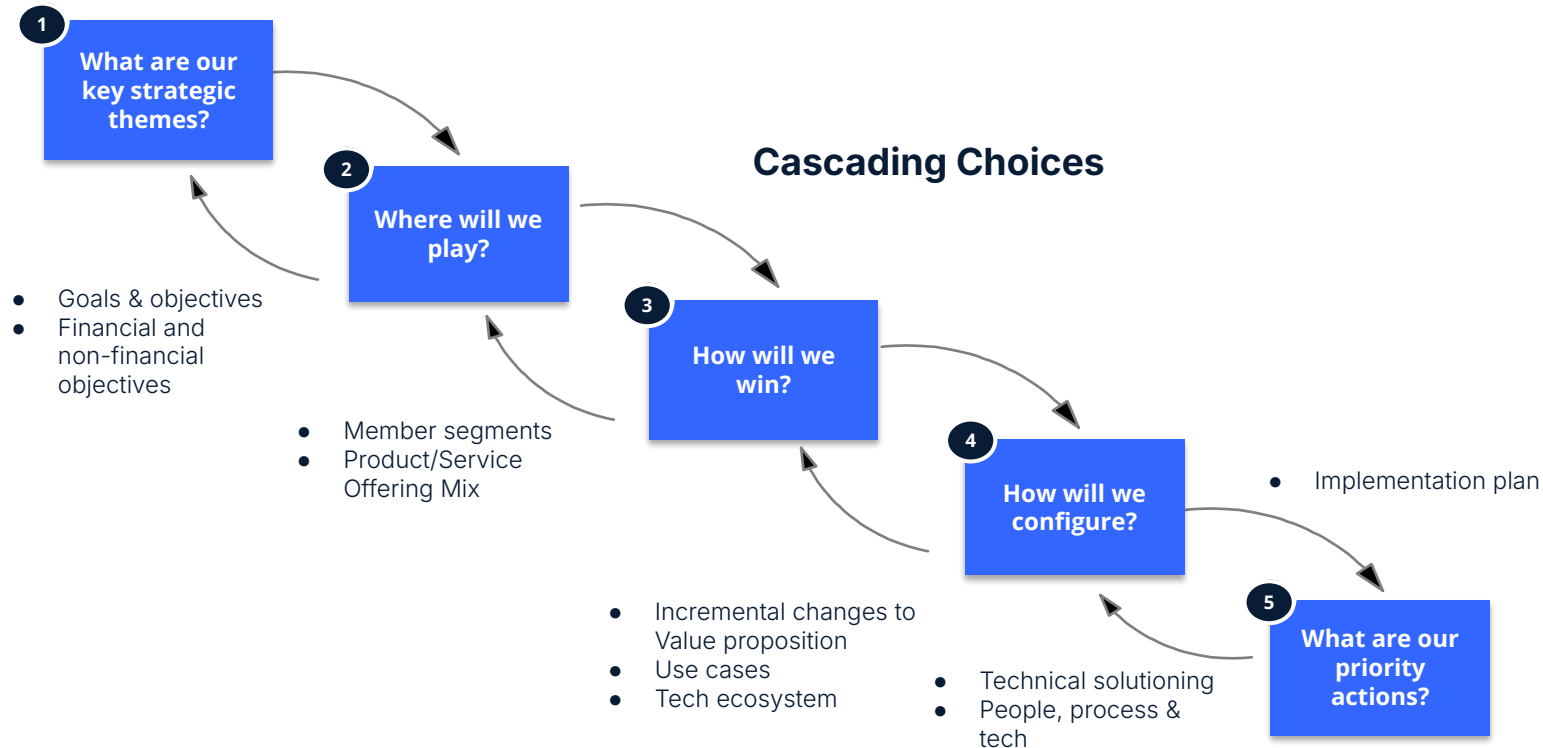 1
What are our
key strategic
themes?
2
Where will we
play?
Cascading Choices
3
How will we
win?
● Goals & objectives
● Financial and
non-financial
objectives
4
How will we
configure?
● Member segments
● Product/Service
Offering Mix
● Implementation plan
5
What are our
priority
actions?
● Incremental changes to
Value proposition
● Use cases
● Tech ecosystem
● Technical solutioning
● People, process &
tech